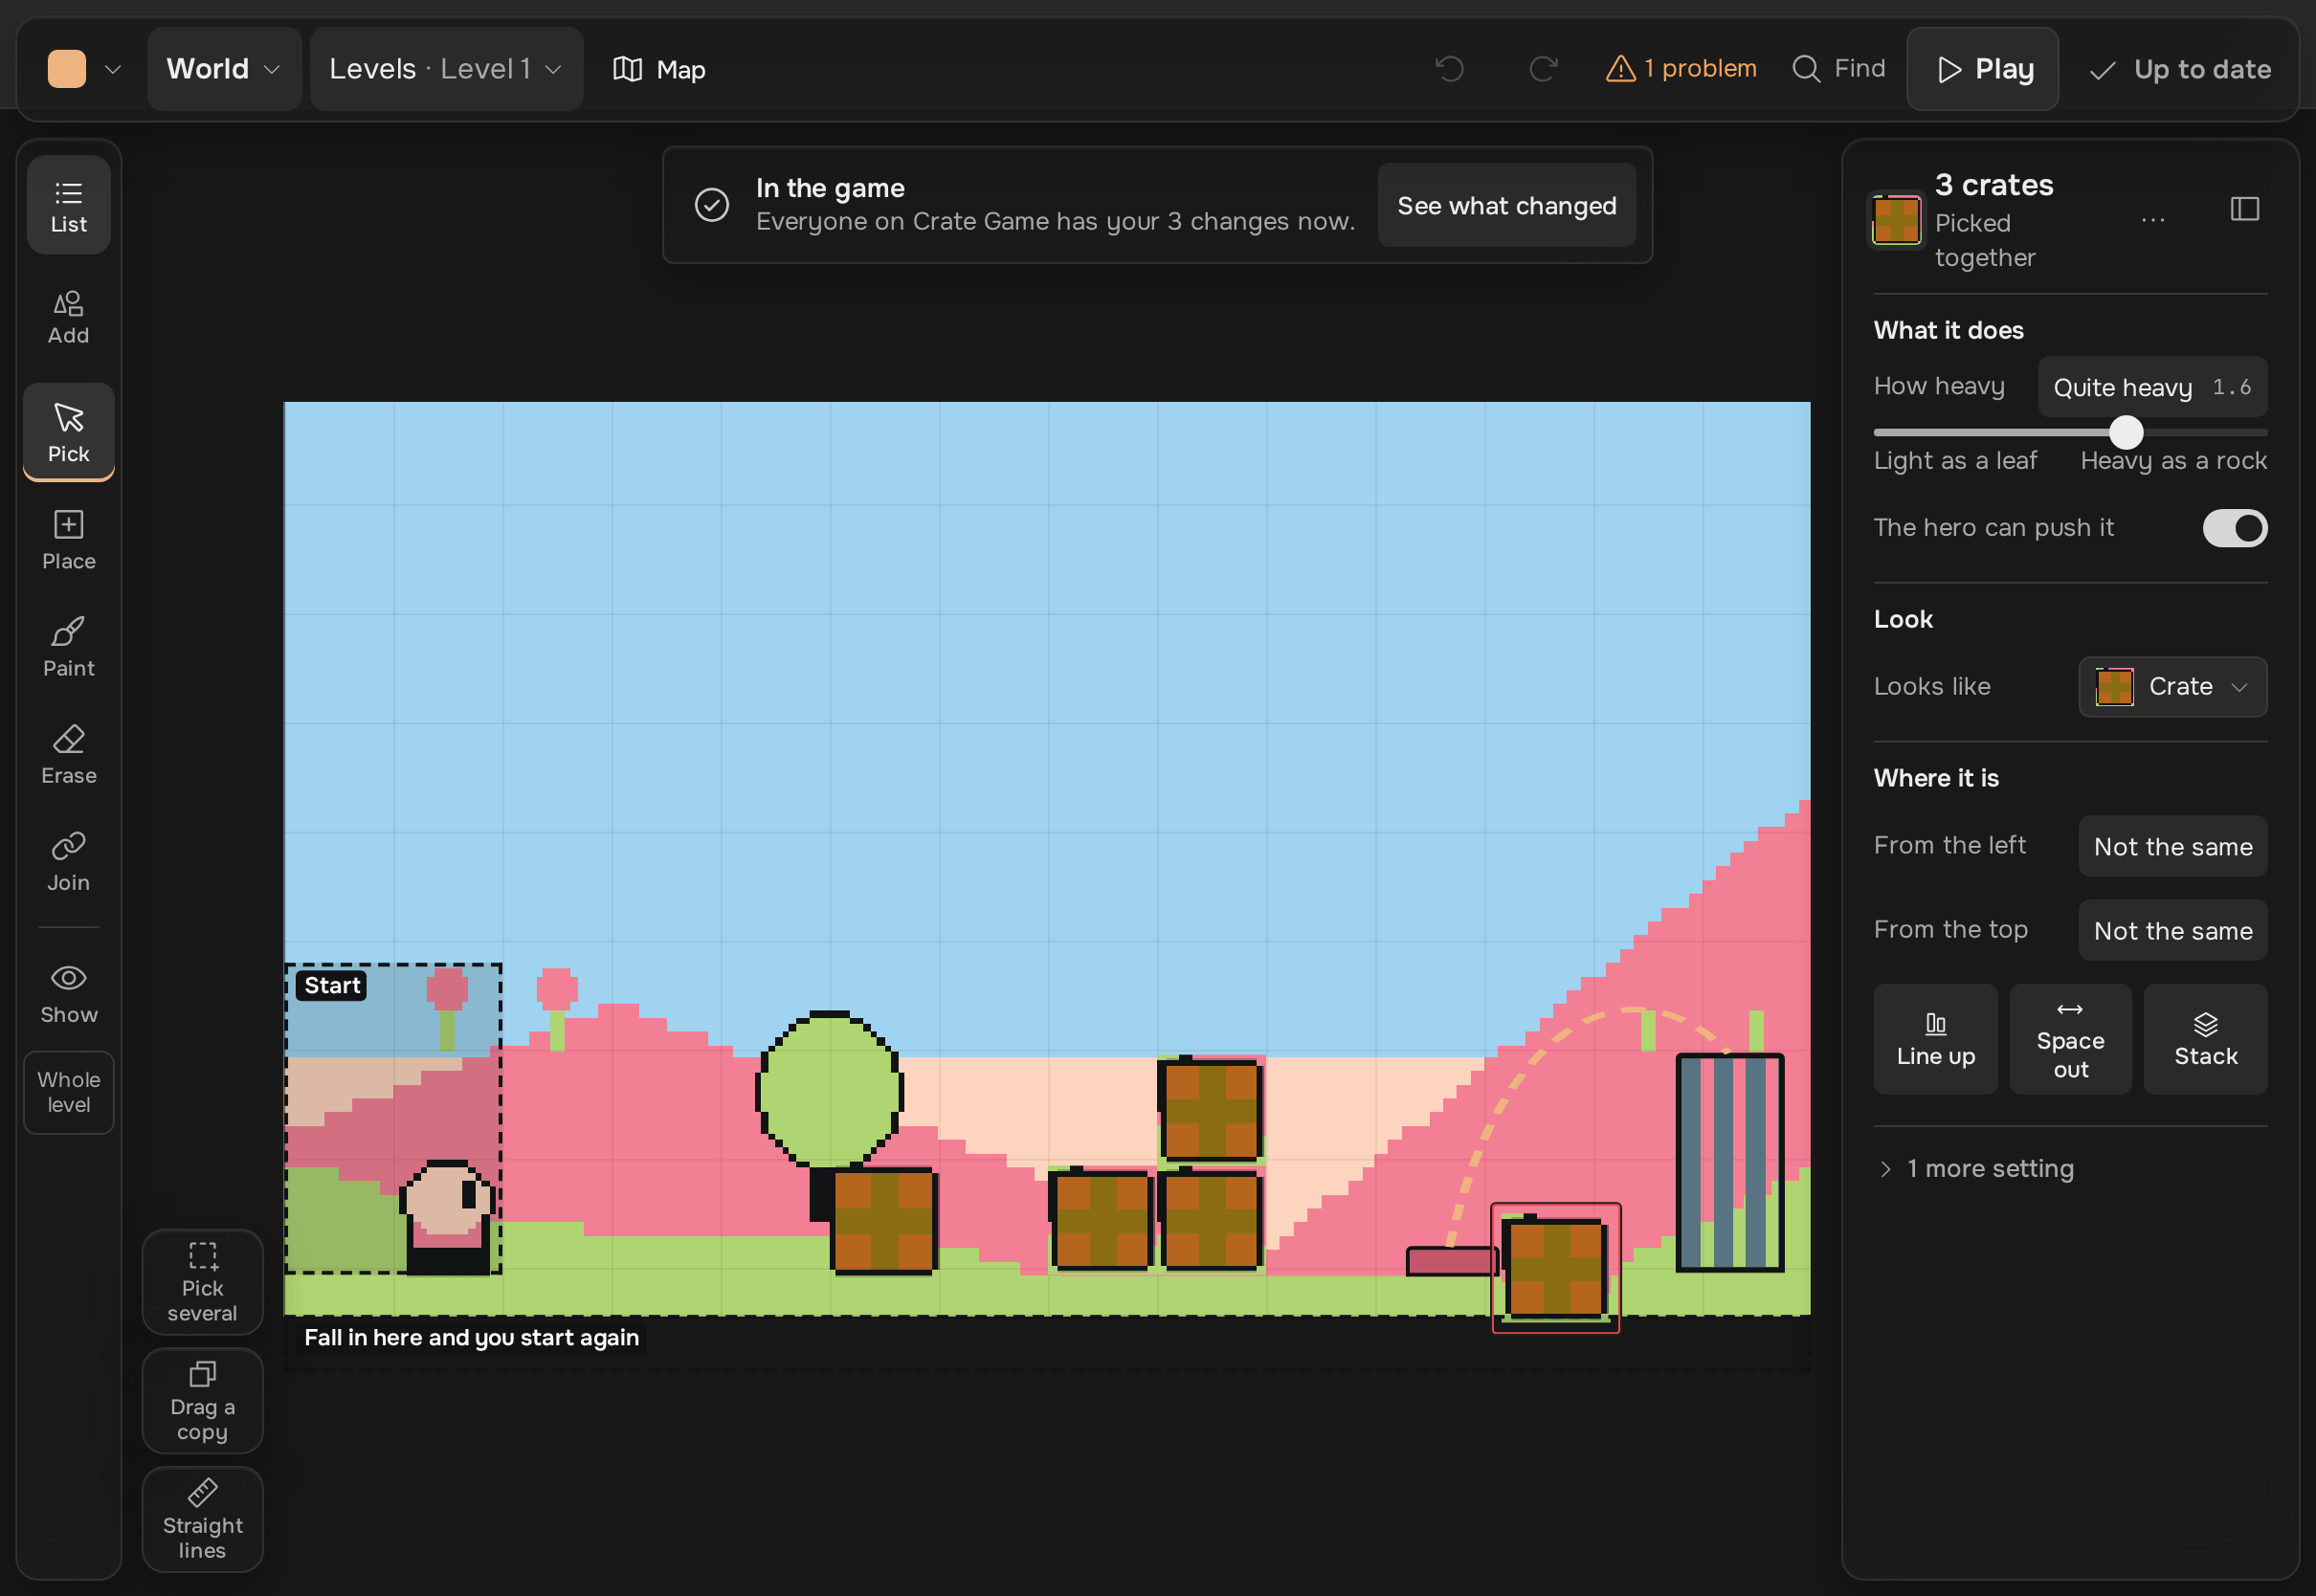 World
Levels · Level 1
Map
1 problem
Find
Play
Up to date
List
Add
Pick
Place
Paint
Erase
Join
Show
Whole
level
Pick
several
Drag a
copy
Straight
lines
In the game
Everyone on Crate Game has your 3 changes now.
See what changed
Start
Fall in here and you start again
3 crates
Picked
together
What it does
How heavy
Quite heavy 1.6
Light as a leaf
Heavy as a rock
The hero can push it
Look
Looks like
Crate
Where it is
From the left
Not the same
From the top
Not the same
Line up
Space
out
Stack
1 more setting